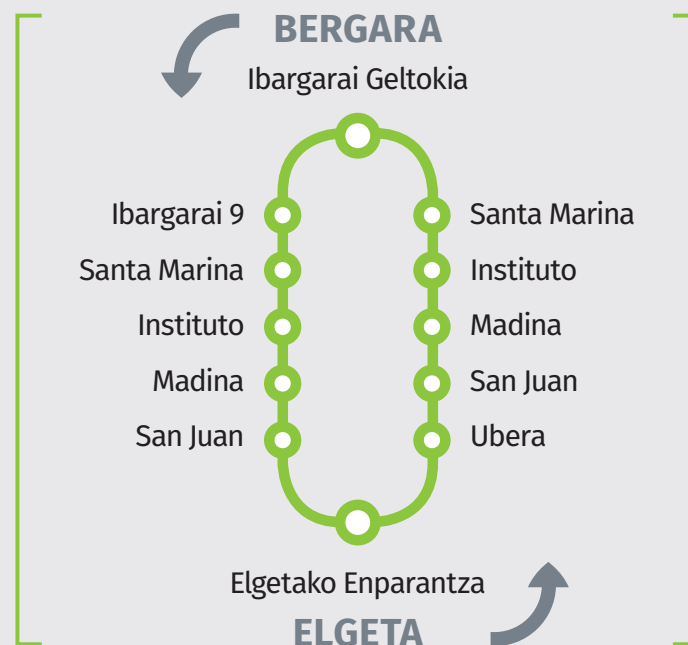 BERGARA
Ibargarai Geltokia
Ibargarai 9
Santa Marina
Instituto
Madina
San Juan
Santa Marina
Instituto
Madina
San Juan
Ubera
Elgetako Enparantza
ELGETA